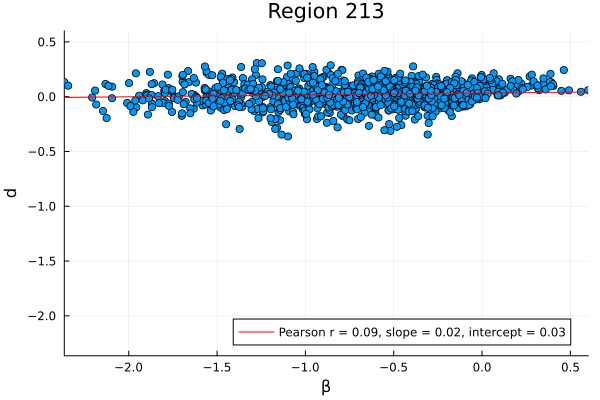 Region 213
0.5
0.0
−0.5
−1.0
−1.5
−2.0
d
Pearson r = 0.09, slope = 0.02, intercept = 0.03
−2.0 −1.5 −1.0 −0.5 0.0 0.5
β